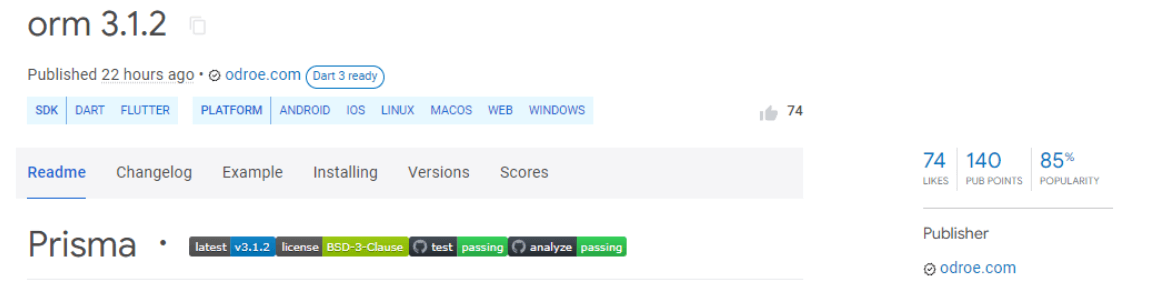 orm 3.1.2
Published 22 hours ago • odroe.com Dart 3 ready
SDK DART FLUTTER PLATFORM ANDROID IOS LINUX MACOS WEB WINDOWS 74
Readme Changelog Example Installing Versions Scores
Prisma • latest v3.1.2 license BSD-3-Clause test passing analyze passing
74 140 85%
LIKES PUB POINTS POPULARITY
Publisher
odroe.com